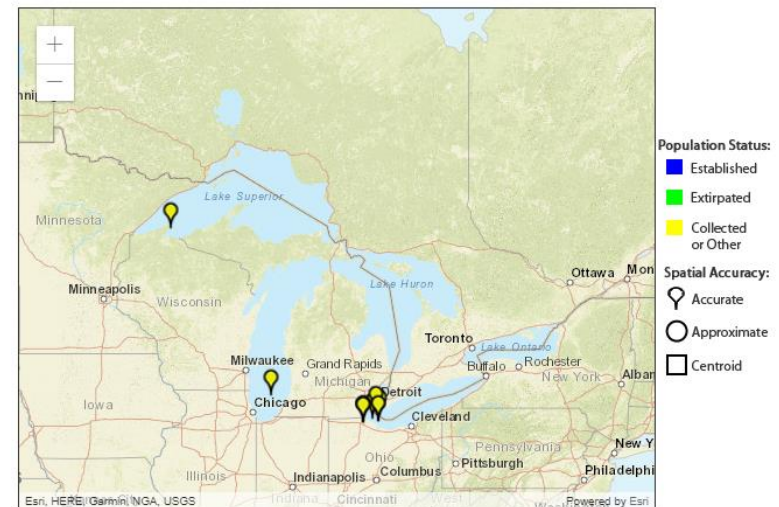 +
−
nnip
Lake Superior
Minnesota
Ottawa
Mon
Lake Huron
Minneapolis
Wisconsin
Toronto
Lake Ontario
Milwaukee
Grand Rapids
Buffalo
Rochester
Michigan
New York
Alban
Detroit
Iowa
Chicago
Cleveland
Pennsylvania
New Y
Ohio
Pittsburgh
Illinois
Indianapolis
Columbus
Philadelphi
Indiana
Cincinnati
West
Esri, HERE, Garmin, NGA, USGS
Powered by Esri
Population Status:
Established
Extirpated
Collected
or Other
Spatial Accuracy:
Accurate
Approximate
Centroid